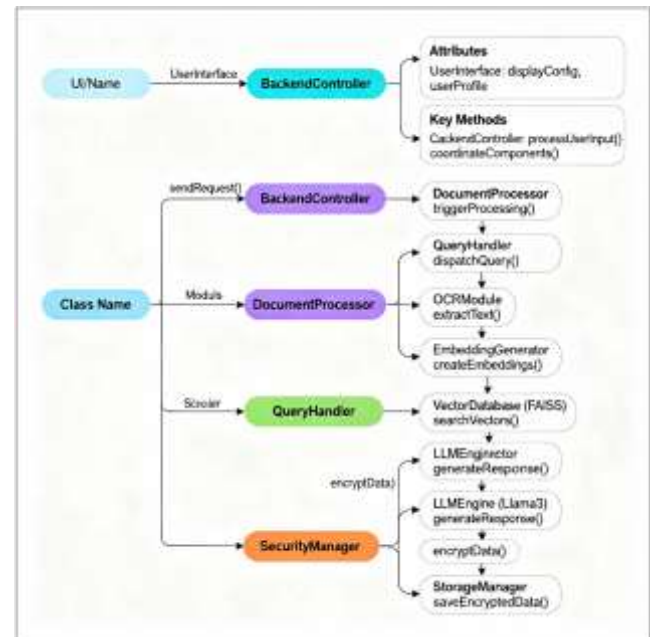 Attributes
UserInterface: displayConfig,
userProfile
UI/Name
UserInterface
BackendController
Key Methods
CackendController: processUserInput()
coordinateComponents()
sendRequest()
BackendController
DocumentProcessor
triggerProcessing()
QueryHandler
dispatchQuery()
Class Name
Module
DocumentProcessor
OCRModule
extractText()
EmbeddingGenerator
createEmbeddings()
QueryHandler
VectorDatabase (FAISS)
searchVectors()
LLMEnginector
generateResponse()
encryptData)
LLMEngine (Llama3)
generateResponse()
SecurityManager
encryptData()
StorageManager
saveEncryptedData()